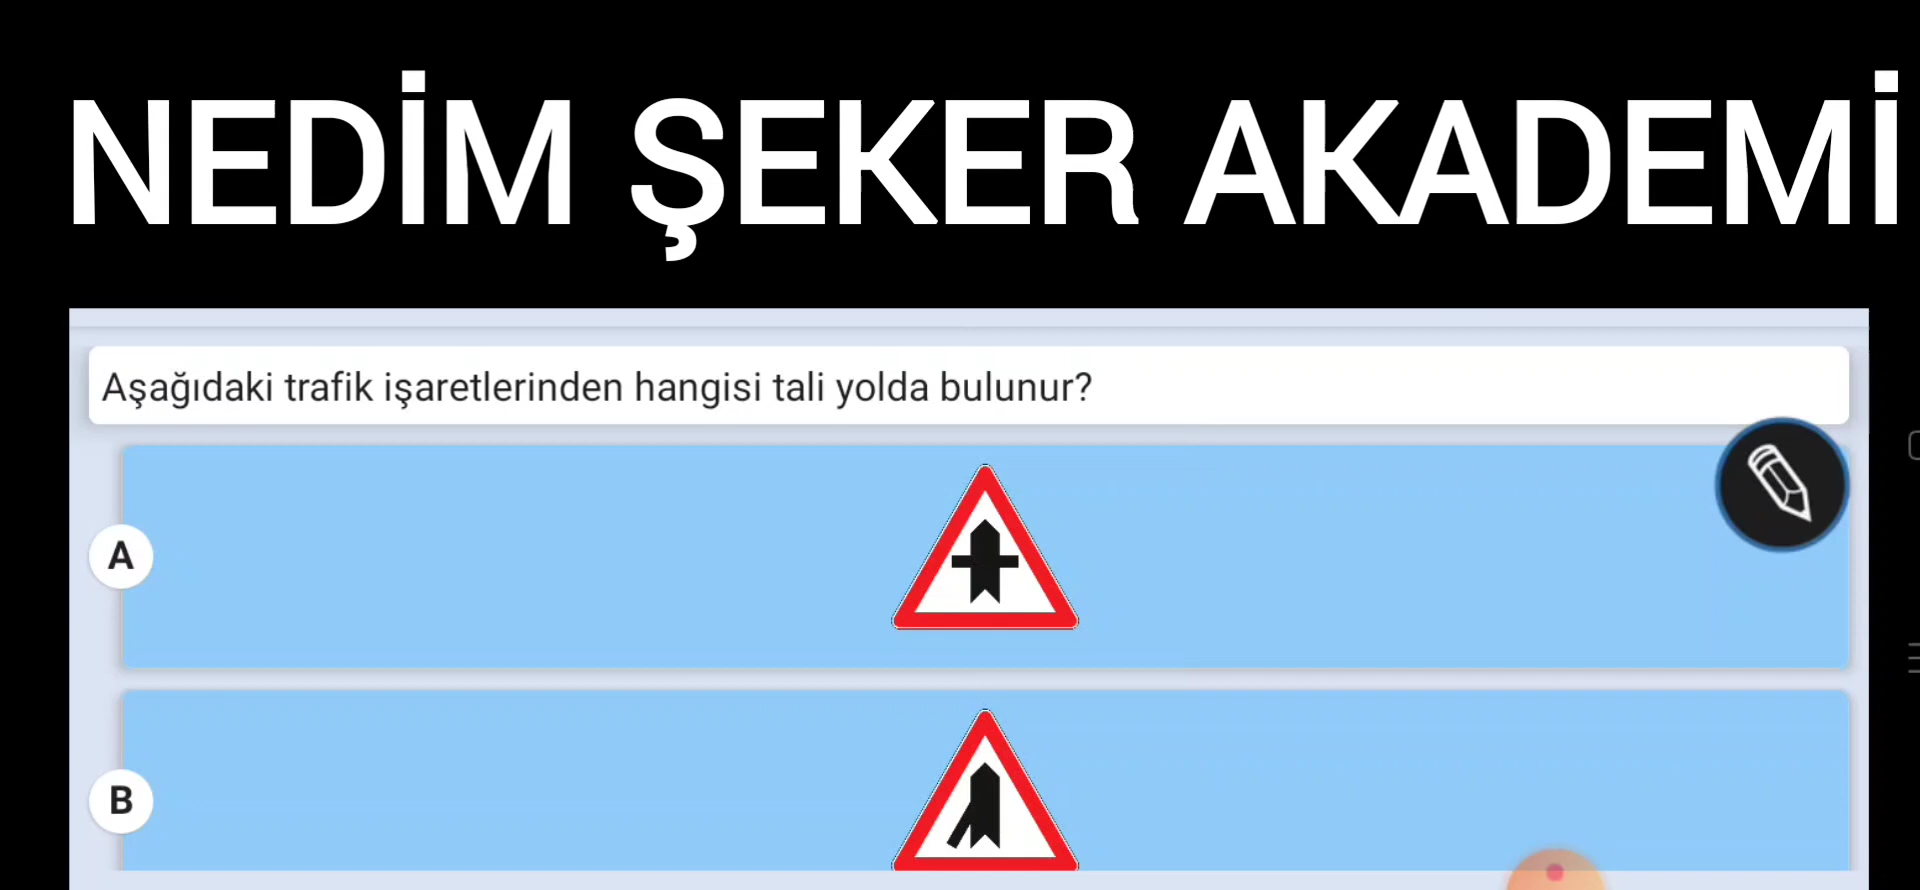 NEDİM ŞEKER AKADEMİ
Aşağıdaki trafik işaretlerinden hangisi tali yolda bulunur?
A
B